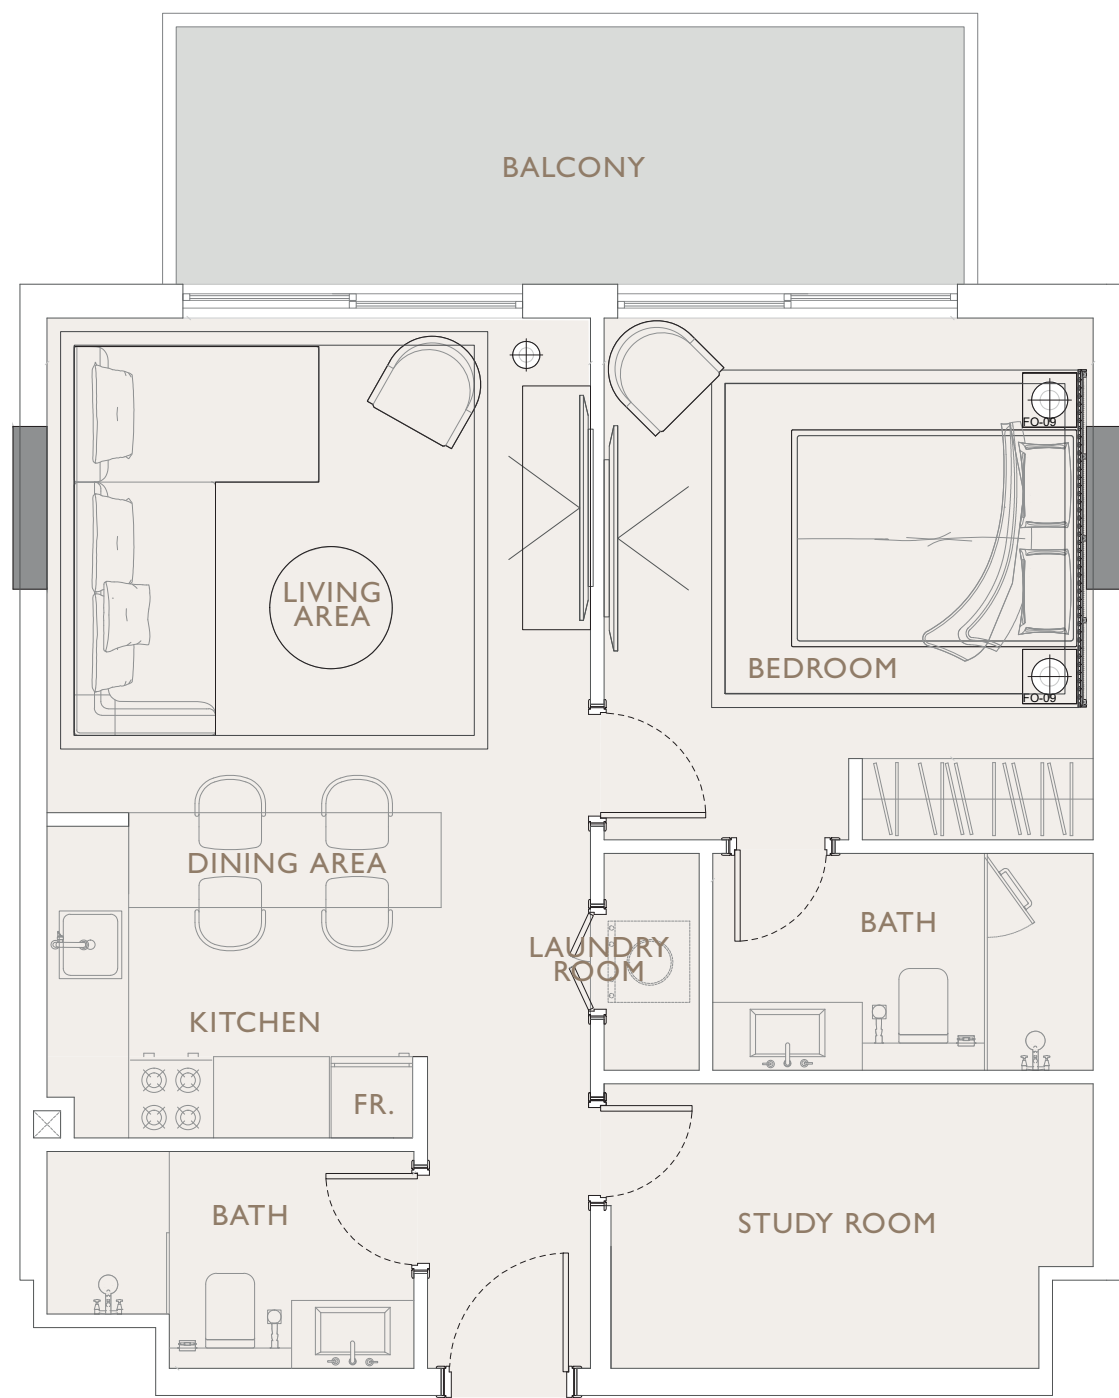 BALCONY
FO-09
LIVING
AREA
BEDROOM
FO-09
DINING AREA
BATH
LAUNDRY
ROOM
KITCHEN
FR.
BATH
STUDY ROOM